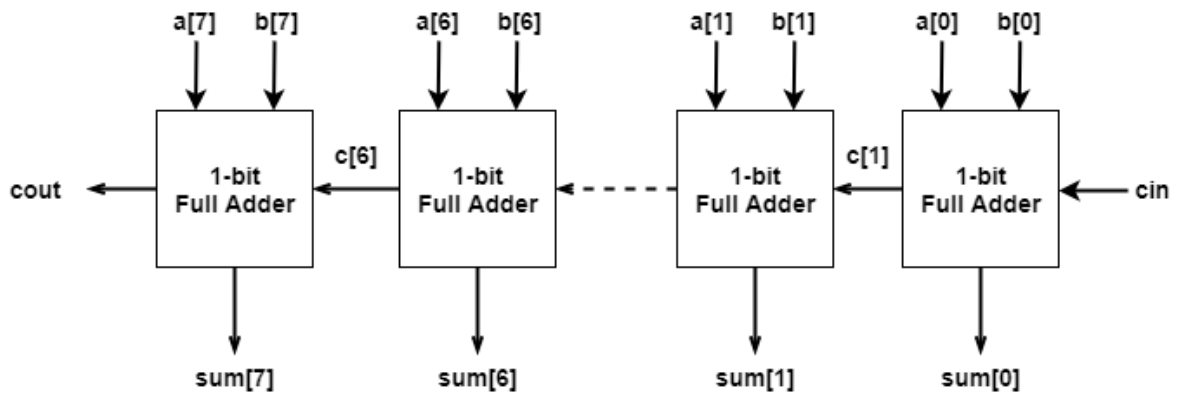 a[7] b[7] a[6] b[6] a[1] b[1] a[0] b[0]
c[6] c[1]
1-bit 1-bit 1-bit 1-bit
cout Full Adder Full Adder Full Adder Full Adder cin
sum[7] sum[6] sum[1] sum[0]